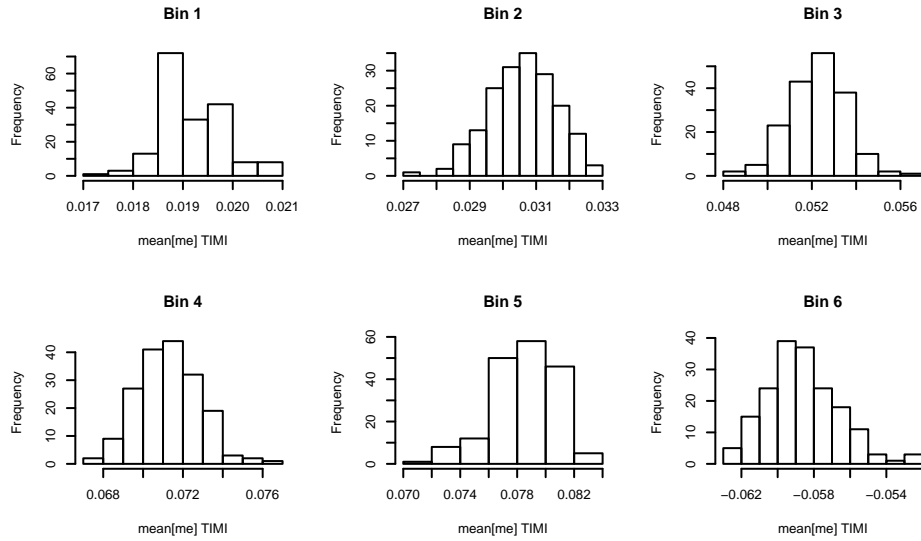 Bin 1
Frequency
0 20 40 60
0.017 0.018 0.019 0.020 0.021
mean[me] TIMI
Bin 2
Frequency
0 10 20 30
0.027 0.029 0.031 0.033
mean[me] TIMI
Bin 3
Frequency
0 20 40
0.048 0.052 0.056
mean[me] TIMI
Bin 4
Frequency
0 10 20 30 40
0.068 0.072 0.076
mean[me] TIMI
Bin 5
Frequency
0 20 40 60
0.070 0.074 0.078 0.082
mean[me] TIMI
Bin 6
Frequency
0 10 20 30 40
−0.062 −0.058 −0.054
mean[me] TIMI